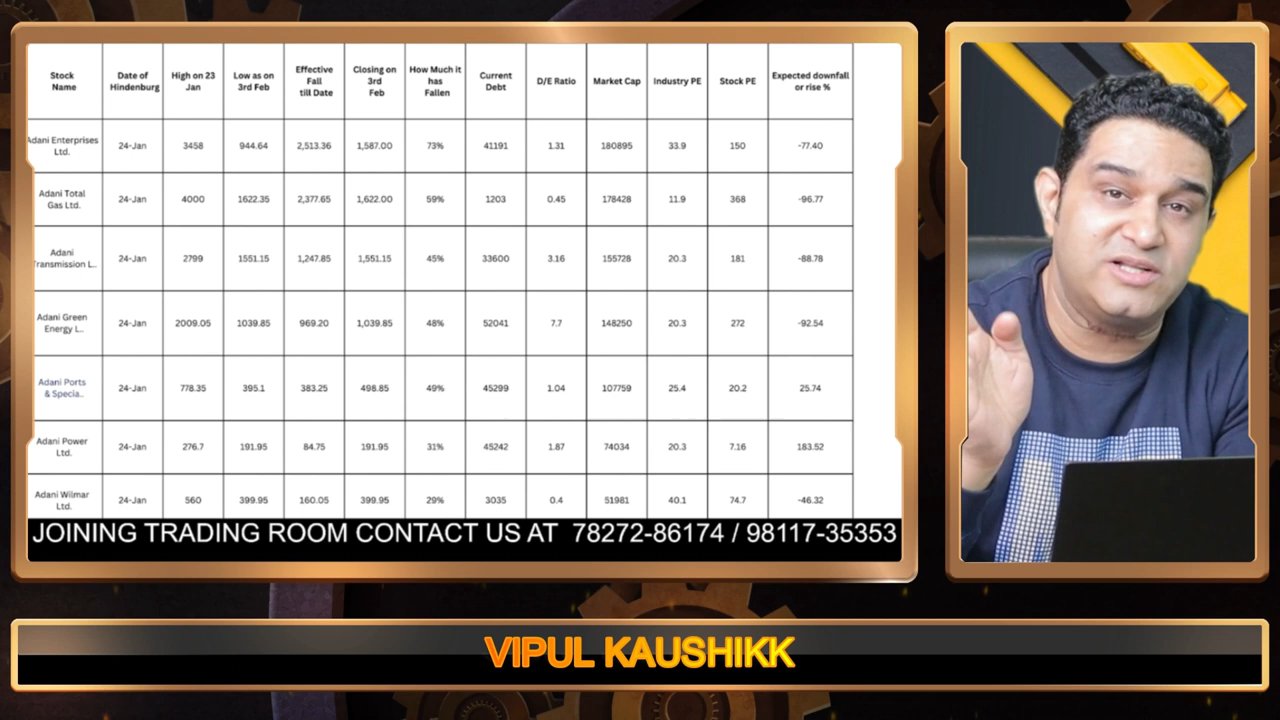 Stock Name
Date of Hindenburg
High on 23 Jan
Low as on 3rd Feb
Effective Fall till Date
Closing on 3rd Feb
How Much it has Fallen
Current Debt
D/E Ratio
Market Cap
Industry PE
Stock PE
Expected downfall or rise %
Adani Enterprises Ltd. 24-Jan 3458 944.64 2,513.36 1,587.00 73% 41191 1.31 180895 33.9 150 -77.40
Adani Total Gas Ltd. 24-Jan 4000 1622.35 2,377.65 1,622.00 59% 1203 0.45 178428 11.9 368 -96.77
Adani Transmission L.. 24-Jan 2799 1551.15 1,247.85 1,551.15 45% 33600 3.16 155728 20.3 181 -88.78
Adani Green Energy L.. 24-Jan 2009.05 1039.85 969.20 1,039.85 48% 52041 7.7 148250 20.3 272 -92.54
Adani Ports & Specia.. 24-Jan 778.35 395.1 383.25 498.85 49% 45299 1.04 107759 25.4 20.2 25.74
Adani Power Ltd. 24-Jan 276.7 191.95 84.75 191.95 31% 45242 1.87 74034 20.3 7.16 183.52
Adani Wilmar Ltd. 24-Jan 560 399.95 160.05 399.95 29% 3035 0.4 51981 40.1 74.7 -46.32
JOINING TRADING ROOM CONTACT US AT 78272-86174 / 98117-35353
VIPUL KAUSHIKK